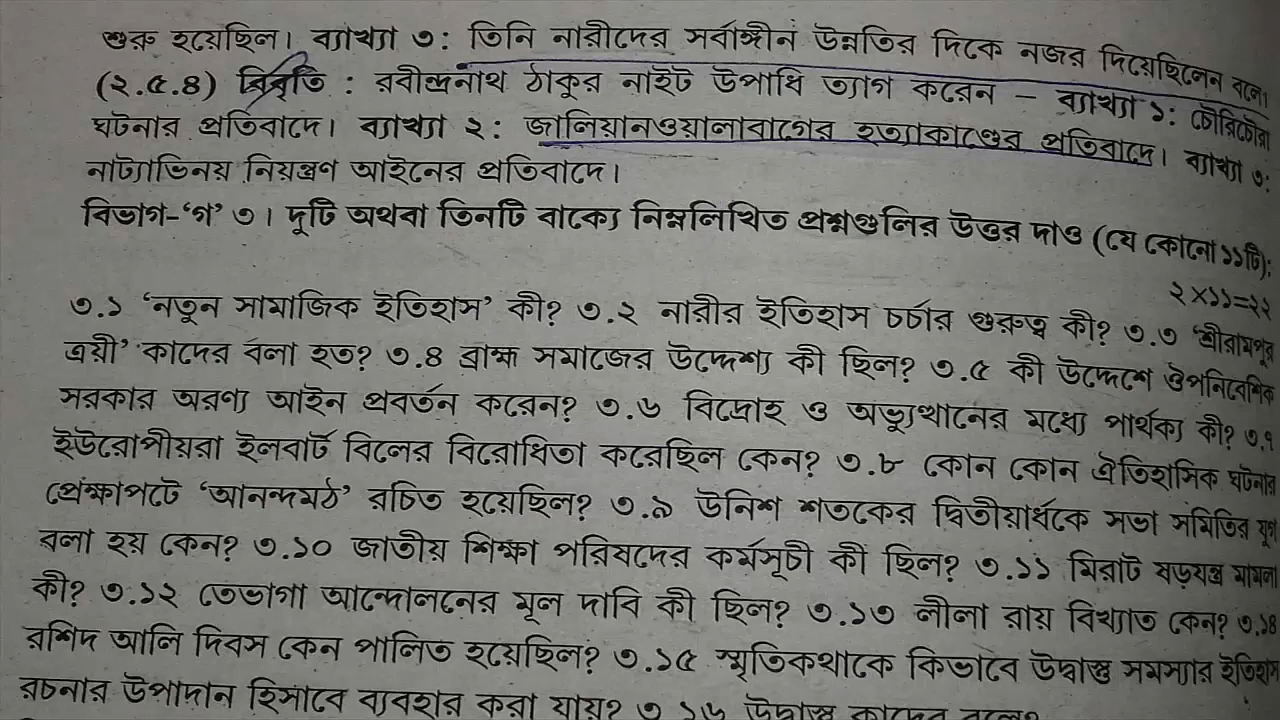 শুরু হয়েছিল। ব্যাখ্যা ৩: তিনি নারীদের সর্বাঙ্গীন উন্নতির দিকে নজর দিয়েছিলেন বলে।
(২.৫.৪) বিবৃতি : রবীন্দ্রনাথ ঠাকুর নাইট উপাধি ত্যাগ করেন – ব্যাখ্যা ১: চৌরিচৌরা
ঘটনার প্রতিবাদে। ব্যাখ্যা ২: জালিয়ানওয়ালাবাগের হত্যাকাণ্ডের প্রতিবাদে। ব্যাখ্যা ৩:
নাট্যাভিনয় নিয়ন্ত্রণ আইনের প্রতিবাদে।
বিভাগ-‘গ’ ৩। দুটি অথবা তিনটি বাক্যে নিম্নলিখিত প্রশ্নগুলির উত্তর দাও (যে কোনো ১১টি):
২×১১=২২
৩.১ ‘নতুন সামাজিক ইতিহাস’ কী? ৩.২ নারীর ইতিহাস চর্চার গুরুত্ব কী? ৩.৩ ‘শ্রীরামপুর
ত্রয়ী’ কাদের বলা হত? ৩.৪ ব্রাহ্ম সমাজের উদ্দেশ্য কী ছিল? ৩.৫ কী উদ্দেশে ঔপনিবেশিক
সরকার অরণ্য আইন প্রবর্তন করেন? ৩.৬ বিদ্রোহ ও অভ্যুত্থানের মধ্যে পার্থক্য কী? ৩.৭
ইউরোপীয়রা ইলবার্ট বিলের বিরোধিতা করেছিল কেন? ৩.৮ কোন কোন ঐতিহাসিক ঘটনার
প্রেক্ষাপটে ‘আনন্দমঠ’ রচিত হয়েছিল? ৩.৯ উনিশ শতকের দ্বিতীয়ার্ধকে সভা সমিতির যুগ
বলা হয় কেন? ৩.১০ জাতীয় শিক্ষা পরিষদের কর্মসূচী কী ছিল? ৩.১১ মিরাট ষড়যন্ত্র মামলা
কী? ৩.১২ তেভাগা আন্দোলনের মূল দাবি কী ছিল? ৩.১৩ লীলা রায় বিখ্যাত কেন? ৩.১৪
রশিদ আলি দিবস কেন পালিত হয়েছিল? ৩.১৫ স্মৃতিকথাকে কিভাবে উদ্বাস্তু সমস্যার ইতিহাস
রচনার উপাদান হিসাবে ব্যবহার করা যায়? ৩.১৬ উদ্বাস্তু কাদের বলে?